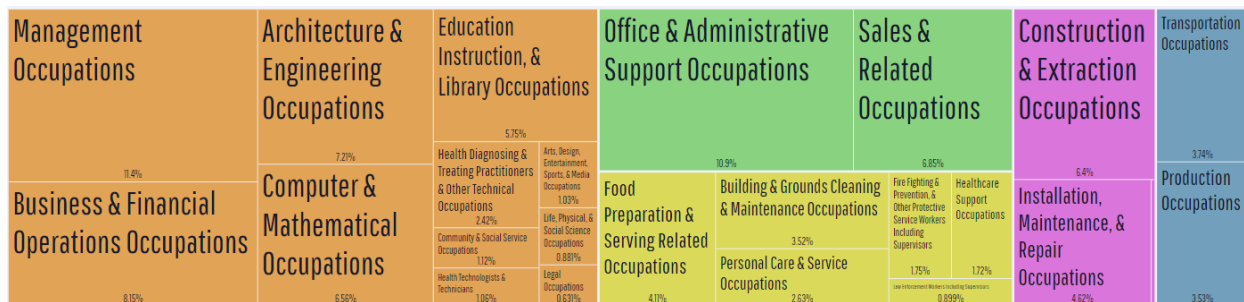 Management
Occupations
11.4%
Business & Financial
Operations Occupations
8.15%
Architecture &
Engineering
Occupations
7.21%
Computer &
Mathematical
Occupations
6.56%
Education
Instruction, &
Library Occupations
5.75%
Health Diagnosing &
Treating Practitioners
& Other Technical
Occupations
2.42%
Community & Social Service
Occupations
1.12%
Health Technologists &
Technicians
1.06%
Arts, Design,
Entertainment,
Sports, & Media
Occupations
1.03%
Life, Physical, &
Social Science
Occupations
0.881%
Legal
Occupations
0.631%
Office & Administrative
Support Occupations
10.9%
Sales &
Related
Occupations
6.85%
Food
Preparation &
Serving Related
Occupations
4.11%
Building & Grounds Cleaning
& Maintenance Occupations
3.52%
Personal Care & Service
Occupations
2.63%
Fire Fighting &
Prevention, &
Other Protective
Service Workers
Including
Supervisors
1.75%
Healthcare
Support
Occupations
1.72%
Law Enforcement Workers Including Supervisors
0.899%
Construction
& Extraction
Occupations
6.4%
Installation,
Maintenance, &
Repair
Occupations
4.62%
Transportation
Occupations
3.74%
Production
Occupations
3.53%